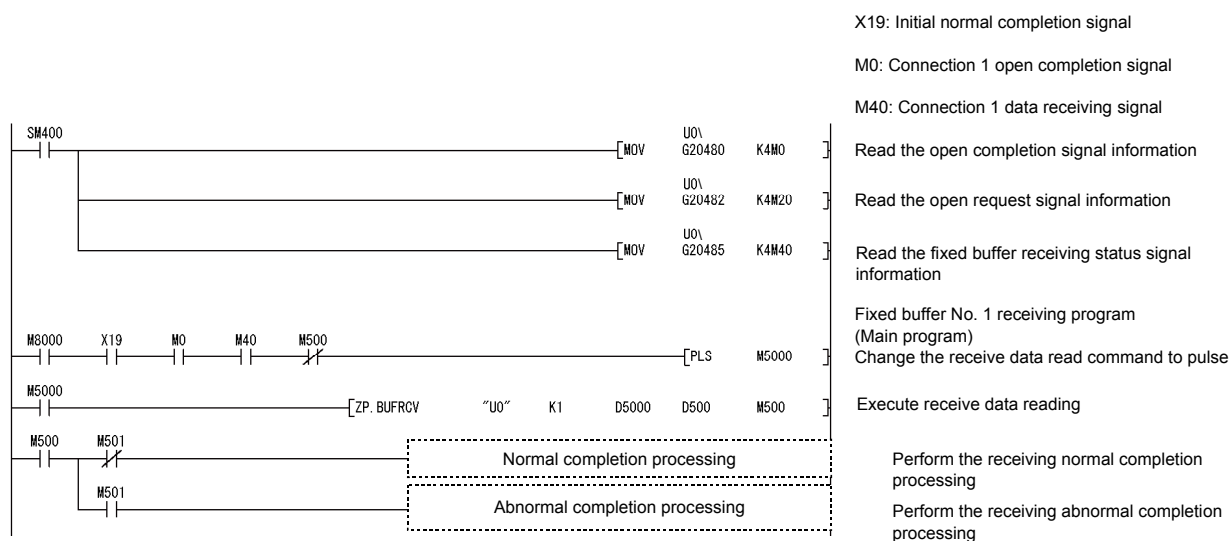 X19: Initial normal completion signal
M0: Connection 1 open completion signal
M40: Connection 1 data receiving signal
SM400
MOV U0\ G20480 K4M0
Read the open completion signal information
MOV U0\ G20482 K4M20
Read the open request signal information
MOV U0\ G20485 K4M40
Read the fixed buffer receiving status signal
information
Fixed buffer No. 1 receiving program
(Main program)
M8000 X19 M0 M40 M500
PLS M5000
Change the receive data read command to pulse
M5000
ZP.BUFRCV "U0" K1 D5000 D500 M500
Execute receive data reading
M500 M501
Normal completion processing
Perform the receiving normal completion
processing
M501
Abnormal completion processing
Perform the receiving abnormal completion
processing